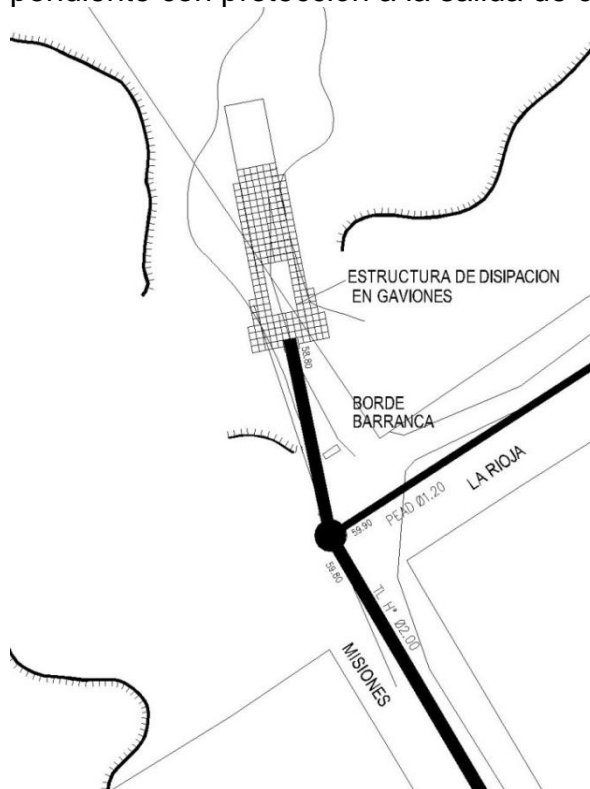 pendiente con protección a la salida de
ESTRUCTURA DE DISIPACION
EN GAVIONES
58.80
BORDE
BARRANCA
LA RIOJA
PEAD Ø1.20
59.90
59.80
TL H° Ø2.00
MISIONES